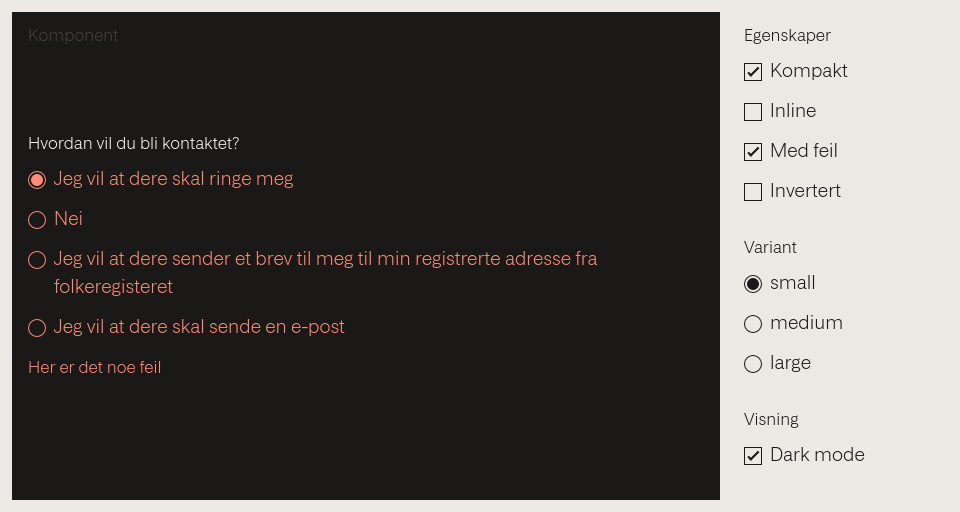 Komponent
Hvordan vil du bli kontaktet?
Jeg vil at dere skal ringe meg
Nei
Jeg vil at dere sender et brev til meg til min registrerte adresse fra
folkeregisteret
Jeg vil at dere skal sende en e-post
Her er det noe feil
Egenskaper
Kompakt
Inline
Med feil
Invertert
Variant
small
medium
large
Visning
Dark mode